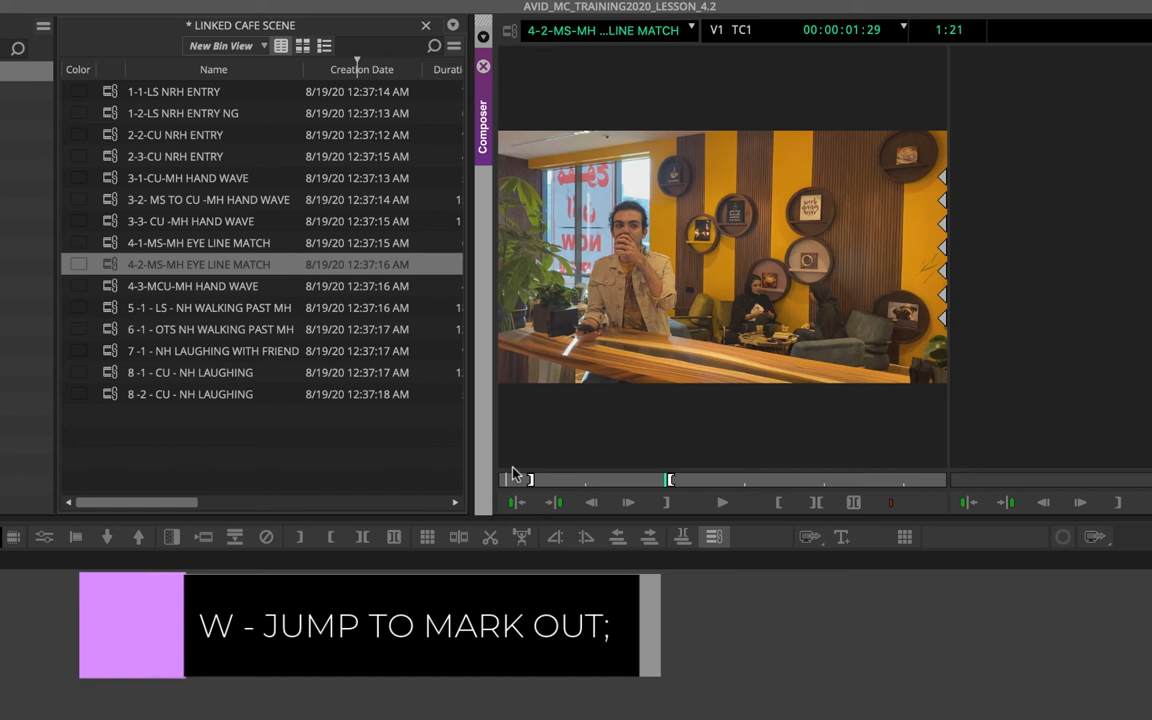 AVID_MC_TRAINING2020_LESSON_4.2
* LINKED CAFE SCENE
New Bin View
4-2-MS-MH ...LINE MATCH
V1 TC1
00:00:01:29
1:21
Color Name Creation Date Durati
1-1-LS NRH ENTRY 8/19/20 12:37:14 AM
1-2-LS NRH ENTRY NG 8/19/20 12:37:13 AM
2-2-CU NRH ENTRY 8/19/20 12:37:12 AM
2-3-CU NRH ENTRY 8/19/20 12:37:15 AM
3-1-CU-MH HAND WAVE 8/19/20 12:37:13 AM
3-2- MS TO CU -MH HAND WAVE 8/19/20 12:37:14 AM 1
3-3- CU -MH HAND WAVE 8/19/20 12:37:15 AM 1
4-1-MS-MH EYE LINE MATCH 8/19/20 12:37:15 AM
4-2-MS-MH EYE LINE MATCH 8/19/20 12:37:16 AM
4-3-MCU-MH HAND WAVE 8/19/20 12:37:16 AM
5 -1 - LS - NH WALKING PAST MH 8/19/20 12:37:16 AM 1
6 -1 - OTS NH WALKING PAST MH 8/19/20 12:37:17 AM 1
7 -1 - NH LAUGHING WITH FRIEND 8/19/20 12:37:17 AM
8 -1 - CU - NH LAUGHING 8/19/20 12:37:17 AM 1
8 -2 - CU - NH LAUGHING 8/19/20 12:37:18 AM
Composer
NOW
work
W - JUMP TO MARK OUT;